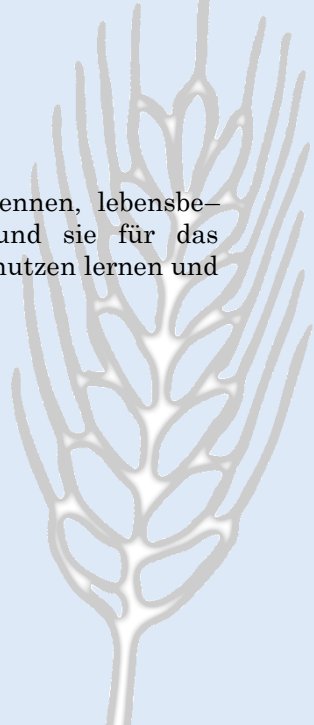 ennen, lebensbe–
und sie für das
nutzen lernen und